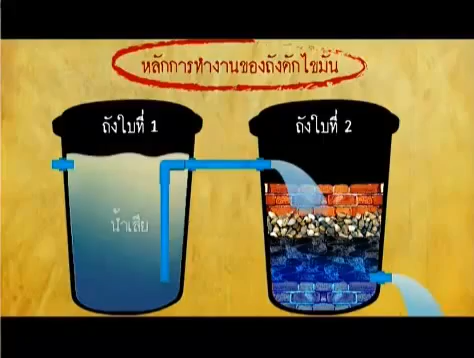 หลักการทำงานของถังดักไขมัน
ถังใบที่ 1
ถังใบที่ 2
น้ำเสีย